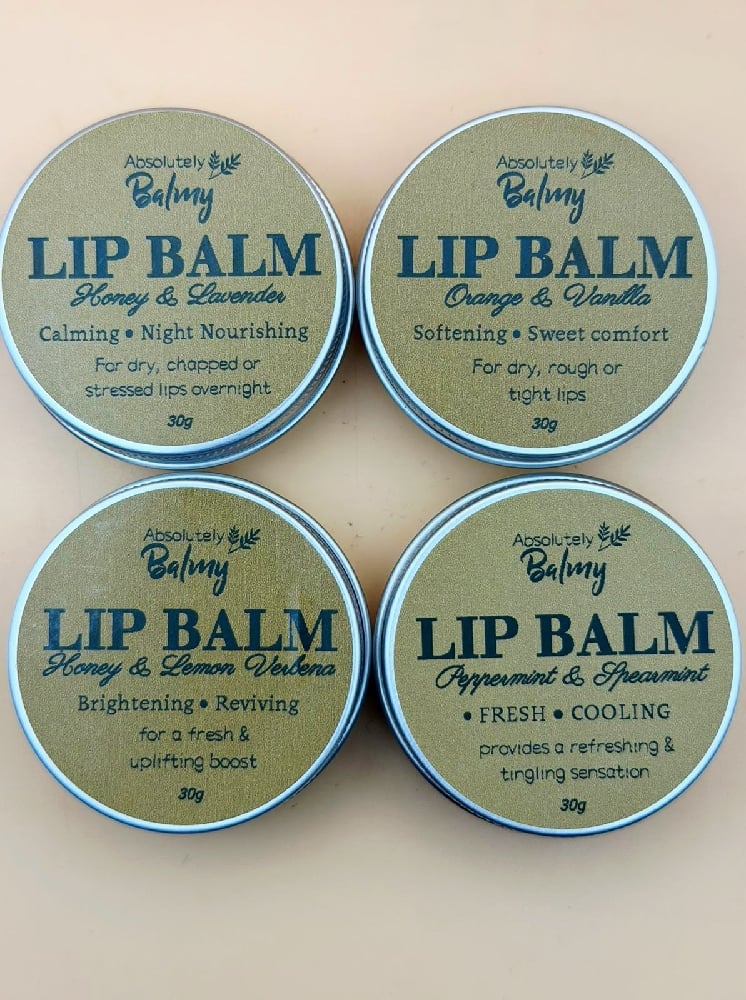 Absolutely
Balmy
LIP BALM
Honey & Lavender
Calming • Night Nourishing
For dry, chapped or
stressed lips overnight
30g
Absolutely
Balmy
LIP BALM
Orange & Vanilla
Softening • Sweet comfort
For dry, rough or
tight lips
30g
Absolutely
Balmy
LIP BALM
Honey & Lemon Verbena
Brightening • Reviving
for a fresh &
uplifting boost
30g
Absolutely
Balmy
LIP BALM
Peppermint & Spearmint
• FRESH • COOLING
provides a refreshing &
tingling sensation
30g